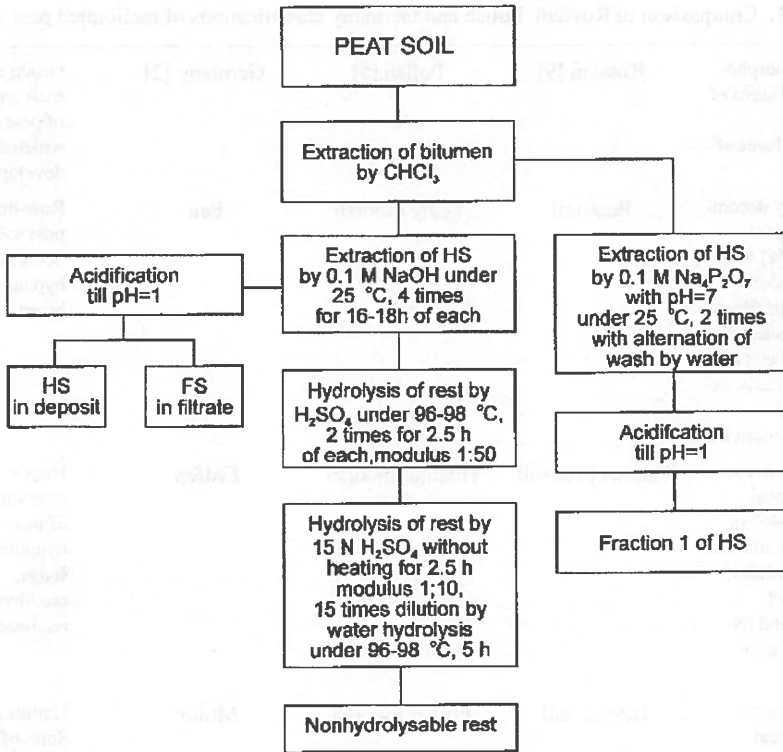 PEAT SOIL
Extraction of bitumen
by CHCl₃
Extraction of HS
by 0.1 M NaOH under
25 °C, 4 times
for 16-18h of each
Acidification
till pH=1
HS
in deposit
FS
in filtrate
Hydrolysis of rest by
H₂SO₄ under 96-98 °C,
2 times for 2.5 h
of each,modulus 1:50
Hydrolysis of rest by
15 N H₂SO₄ without
heating for 2.5 h
modulus 1;10,
15 times dilution by
water hydrolysis
under 96-98 °C, 5 h
Nonhydrolysable rest
Extraction of HS
by 0.1 M Na₄P₂O₇
with pH=7
under 25 °C, 2 times
with alternation of
wash by water
Acidifcation
till pH=1
Fraction 1 of HS